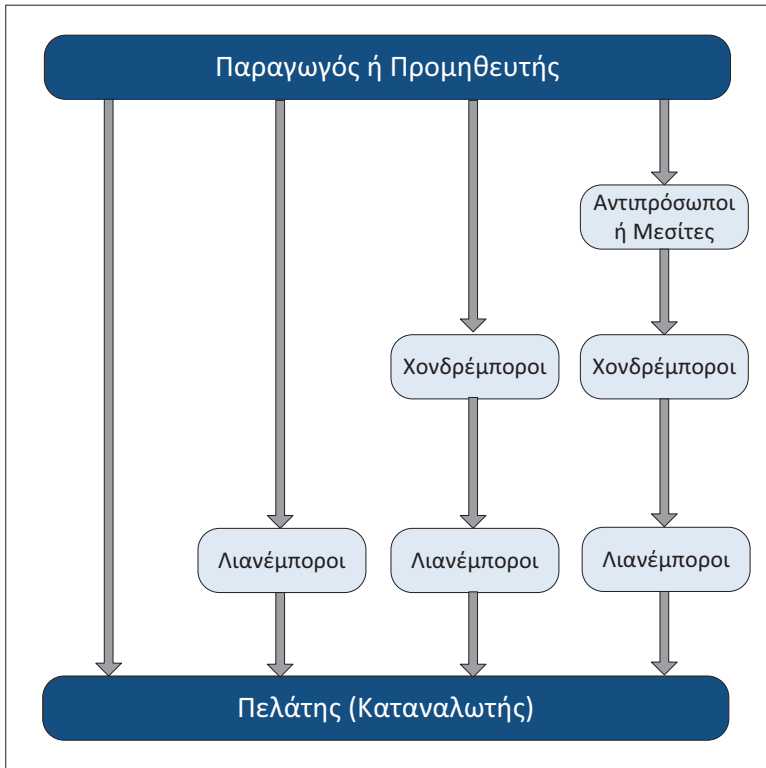 Παραγωγός ή Προμηθευτής
Αντιπρόσωποι
ή Μεσίτες
Χονδρέμποροι
Χονδρέμποροι
Λιανέμποροι
Λιανέμποροι
Λιανέμποροι
Πελάτης (Καταναλωτής)